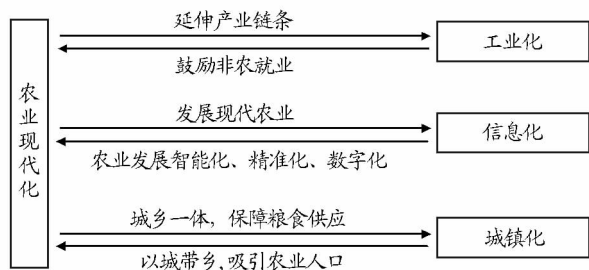 延伸产业链条
工业化
鼓励非农就业
农业现代化
发展现代农业
信息化
农业发展智能化、精准化、数字化
城乡一体，保障粮食供应
城镇化
以城带乡,吸引农业人口